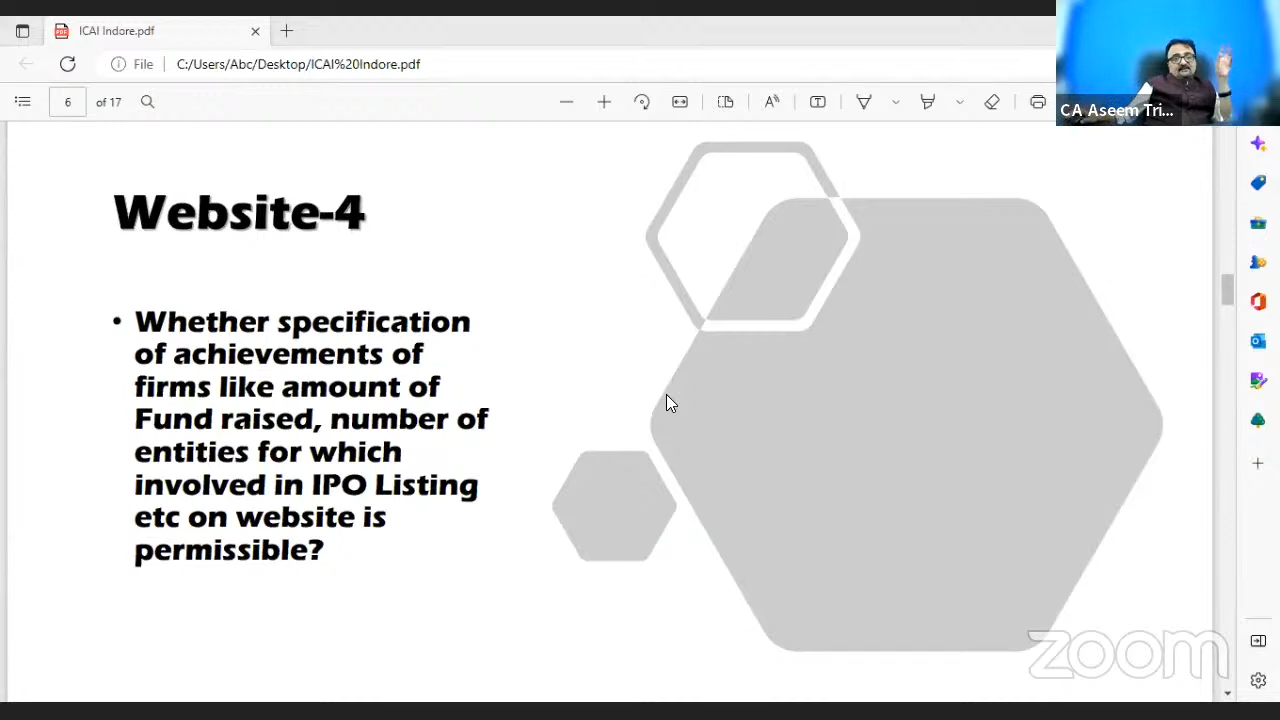 ICAI Indore.pdf
File
C:/Users/Abc/Desktop/ICAI%20Indore.pdf
6 of 17
CA Aseem Tri...
Website-4
• Whether specification
of achievements of
firms like amount of
Fund raised, number of
entities for which
involved in IPO Listing
etc on website is
permissible?
zoom